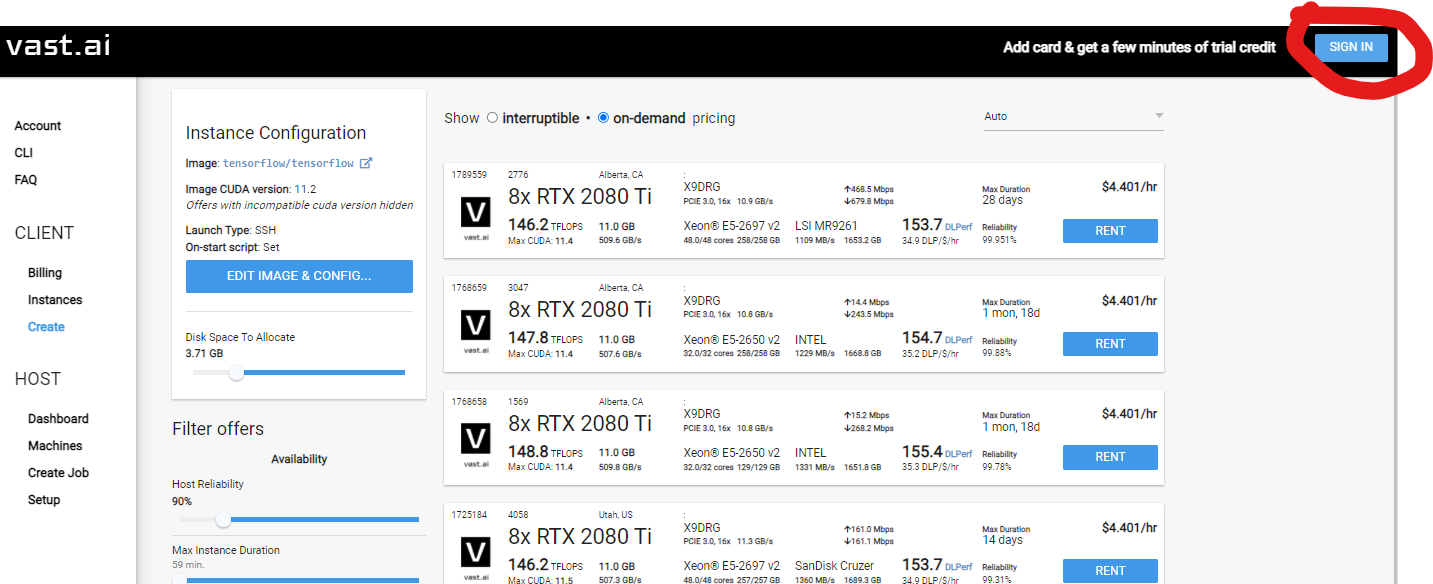 vast.ai
Add card & get a few minutes of trial credit
SIGN IN
Account
CLI
FAQ
CLIENT
Billing
Instances
Create
HOST
Dashboard
Machines
Create Job
Setup
Instance Configuration
Image: tensorflow/tensorflow
Image CUDA version: 11.2
Offers with incompatible cuda version hidden
Launch Type: SSH
On-start script: Set
EDIT IMAGE & CONFIG...
Disk Space To Allocate
3.71 GB
Filter offers
Availability
Host Reliability
90%
Max Instance Duration
59 min.
Show interruptible • on-demand pricing
Auto
1789559 2776 Alberta, CA :
8x RTX 2080 Ti X9DRG ↑468.5 Mbps Max Duration $4.401/hr
PCIE 3.0, 16x 10.9 GB/s ↓679.8 Mbps 28 days
vast.ai
146.2 TFLOPS 11.0 GB Xeon® E5-2697 v2 LSI MR9261 153.7 DLPerf Reliability RENT
Max CUDA: 11.4 509.6 GB/s 48.0/48 cores 258/258 GB 1109 MB/s 1653.2 GB 34.9 DLP/$/hr 99.951%
1768659 3047 Alberta, CA :
8x RTX 2080 Ti X9DRG ↑14.4 Mbps Max Duration $4.401/hr
PCIE 3.0, 16x 10.8 GB/s ↓243.5 Mbps 1 mon, 18d
vast.ai
147.8 TFLOPS 11.0 GB Xeon® E5-2650 v2 INTEL 154.7 DLPerf Reliability RENT
Max CUDA: 11.4 507.6 GB/s 32.0/32 cores 258/258 GB 1229 MB/s 1668.8 GB 35.2 DLP/$/hr 99.88%
1768658 1569 Alberta, CA :
8x RTX 2080 Ti X9DRG ↑15.2 Mbps Max Duration $4.401/hr
PCIE 3.0, 16x 10.8 GB/s ↓268.2 Mbps 1 mon, 18d
vast.ai
148.8 TFLOPS 11.0 GB Xeon® E5-2650 v2 INTEL 155.4 DLPerf Reliability RENT
Max CUDA: 11.4 509.8 GB/s 32.0/32 cores 129/129 GB 1331 MB/s 1651.8 GB 35.3 DLP/$/hr 99.78%
1725184 4058 Utah, US :
8x RTX 2080 Ti X9DRG ↑161.0 Mbps Max Duration $4.401/hr
PCIE 3.0, 16x 11.3 GB/s ↓161.1 Mbps 14 days
vast.ai
146.2 TFLOPS 11.0 GB Xeon® E5-2697 v2 SanDisk Cruzer 153.7 DLPerf Reliability RENT
Max CUDA: 11.5 507.3 GB/s 48.0/48 cores 257/257 GB 1360 MB/s 1689.3 GB 34.9 DLP/$/hr 99.31%